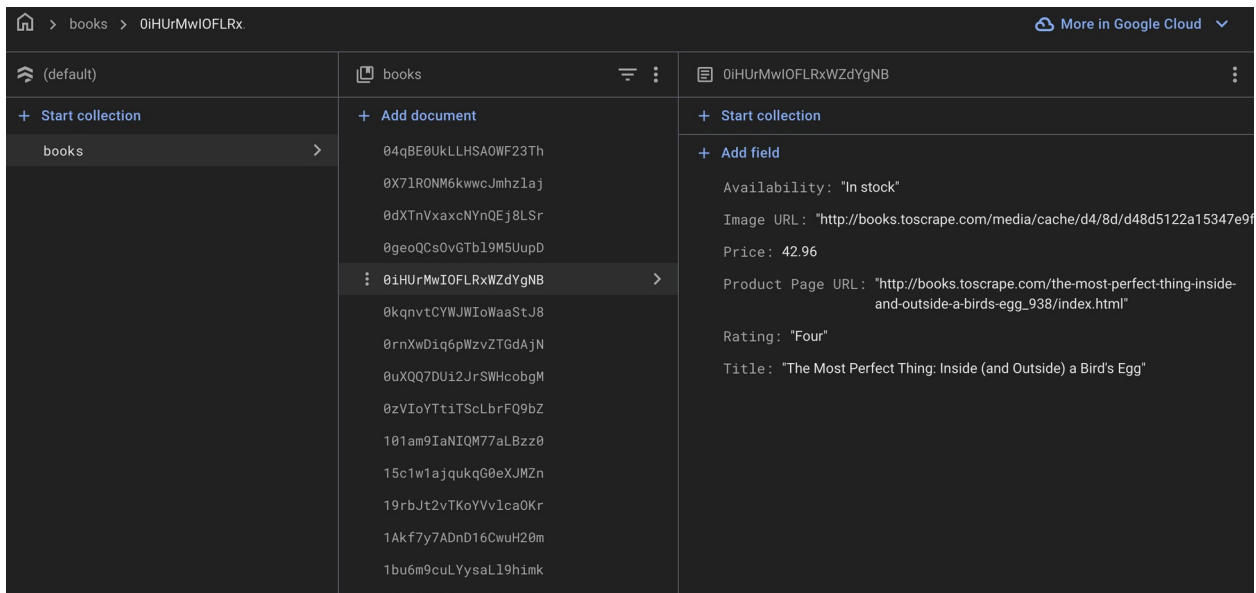 books > 0iHUrMwIOFLRx.
More in Google Cloud
(default)
Start collection
books
books
Add document
04qBE0UkLLHSAOWF23Th
0X7lRONM6kwwcJmhzlaj
0dXTnVxaxcNYnQEj8LSr
0geoQCsOvGTbl9M5UupD
0iHUrMwIOFLRxWZdYgNB
0kqnvtCYWJWIoWaaStJ8
0rnXwDiq6pWzvZTGdAjN
0uXQQ7DUi2JrSWHcobgM
0zVIoYTtiTScLbrFQ9bZ
101am9IaNIQM77aLBzz0
15c1w1ajqukqG0eXJMZn
19rbJt2vTKoYVvlcaOKr
1Akf7y7ADnD16CwuH20m
1bu6m9cuLYysaLl9himk
0iHUrMwIOFLRxWZdYgNB
Start collection
Add field
Availability: "In stock"
Image URL: "http://books.toscrape.com/media/cache/d4/8d/d48d5122a15347e9f
Price: 42.96
Product Page URL: "http://books.toscrape.com/the-most-perfect-thing-inside-
and-outside-a-birds-egg_938/index.html"
Rating: "Four"
Title: "The Most Perfect Thing: Inside (and Outside) a Bird's Egg"